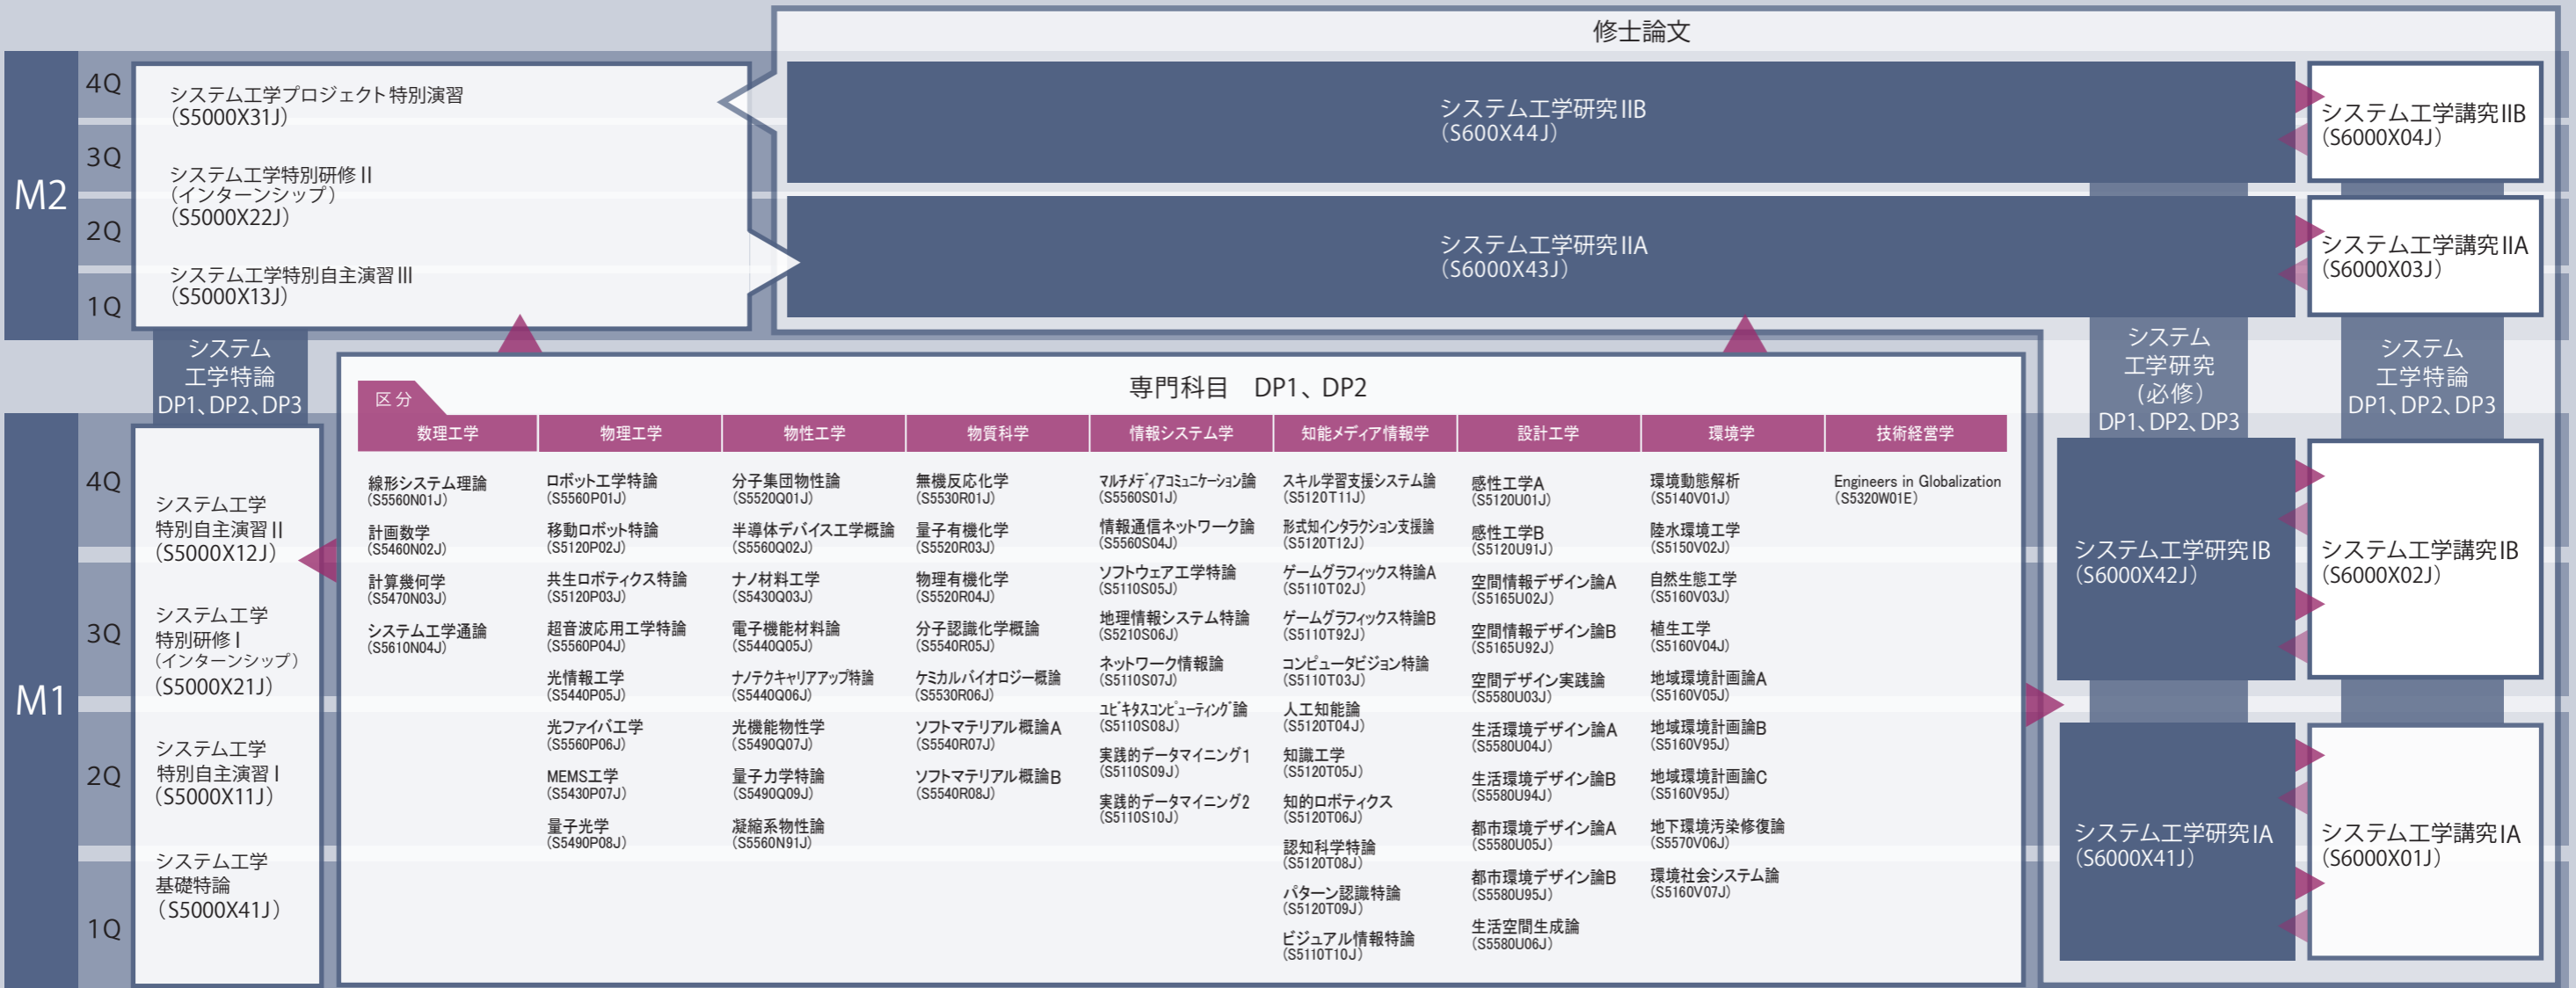 修士論文
M2
4Q
3Q
2Q
1Q
システム工学プロジェクト特別演習
(S5000X31J)
システム工学特別研修Ⅱ
(インターンシップ)
(S5000X22J)
システム工学特別自主演習Ⅲ
(S5000X13J)
システム工学研究IIB
(S600X44J)
システム工学研究IIA
(S6000X43J)
システム工学講究IIB
(S6000X04J)
システム工学講究IIA
(S6000X03J)
システム
工学特論
DP1、DP2、DP3
システム
工学研究
(必修)
DP1、DP2、DP3
システム
工学特論
DP1、DP2、DP3
M1
4Q
3Q
2Q
1Q
システム工学
特別自主演習Ⅱ
(S5000X12J)
システム工学
特別研修Ⅰ
(インターンシップ)
(S5000X21J)
システム工学
特別自主演習Ⅰ
(S5000X11J)
システム工学
基礎特論
(S5000X41J)
専門科目 DP1、DP2
区分
数理工学
線形システム理論
(S5560N01J)
計画数学
(S5460N02J)
計算幾何学
(S5470N03J)
システム工学通論
(S5610N04J)
物理工学
ロボット工学特論
(S5560P01J)
移動ロボット特論
(S5120P02J)
共生ロボティクス特論
(S5120P03J)
超音波応用工学特論
(S5560P04J)
光情報工学
(S5440P05J)
光ファイバ工学
(S5560P06J)
MEMS工学
(S5430P07J)
量子光学
(S5490P08J)
物性工学
分子集団物性論
(S5520Q01J)
半導体デバイス工学概論
(S5560Q02J)
ナノ材料工学
(S5430Q03J)
電子機能材料論
(S5440Q05J)
ナノテクキャリアアップ特論
(S5440Q06J)
光機能物性学
(S5490Q07J)
量子力学特論
(S5490Q09J)
凝縮系物性論
(S5560N91J)
物質科学
無機反応化学
(S5530R01J)
量子有機化学
(S5520R03J)
物理有機化学
(S5520R04J)
分子認識化学概論
(S5540R05J)
ケミカルバイオロジー概論
(S5530R06J)
ソフトマテリアル概論A
(S5540R07J)
ソフトマテリアル概論B
(S5540R08J)
情報システム学
マルチメディアコミュニケーション論
(S5560S01J)
情報通信ネットワーク論
(S5560S04J)
ソフトウェア工学特論
(S5110S05J)
地理情報システム特論
(S5210S06J)
ネットワーク情報論
(S5110S07J)
ユビキタスコンピューティング論
(S5110S08J)
実践的データマイニング1
(S5110S09J)
実践的データマイニング2
(S5110S10J)
知能メディア情報学
スキル学習支援システム論
(S5120T11J)
形式知インタラクション支援論
(S5120T12J)
ゲームグラフィックス特論A
(S5110T02J)
ゲームグラフィックス特論B
(S5110T92J)
コンピュータビジョン特論
(S5110T03J)
人工知能論
(S5120T04J)
知識工学
(S5120T05J)
知的ロボティクス
(S5120T06J)
認知科学特論
(S5120T08J)
パターン認識特論
(S5120T09J)
ビジュアル情報特論
(S5110T10J)
設計工学
感性工学A
(S5120U01J)
感性工学B
(S5120U91J)
空間情報デザイン論A
(S5165U02J)
空間情報デザイン論B
(S5165U92J)
空間デザイン実践論
(S5580U03J)
生活環境デザイン論A
(S5580U04J)
生活環境デザイン論B
(S5580U94J)
都市環境デザイン論A
(S5580U05J)
都市環境デザイン論B
(S5580U95J)
生活空間生成論
(S5580U06J)
環境学
環境動態解析
(S5140V01J)
陸水環境工学
(S5150V02J)
自然生態工学
(S5160V03J)
植生工学
(S5160V04J)
地域環境計画論A
(S5160V05J)
地域環境計画論B
(S5160V95J)
地域環境計画論C
(S5160V95J)
地下環境汚染修復論
(S5570V06J)
環境社会システム論
(S5160V07J)
技術経営学
Engineers in Globalization
(S5320W01E)
システム工学研究IB
(S6000X42J)
システム工学研究IA
(S6000X41J)
システム工学講究IB
(S6000X02J)
システム工学講究IA
(S6000X01J)